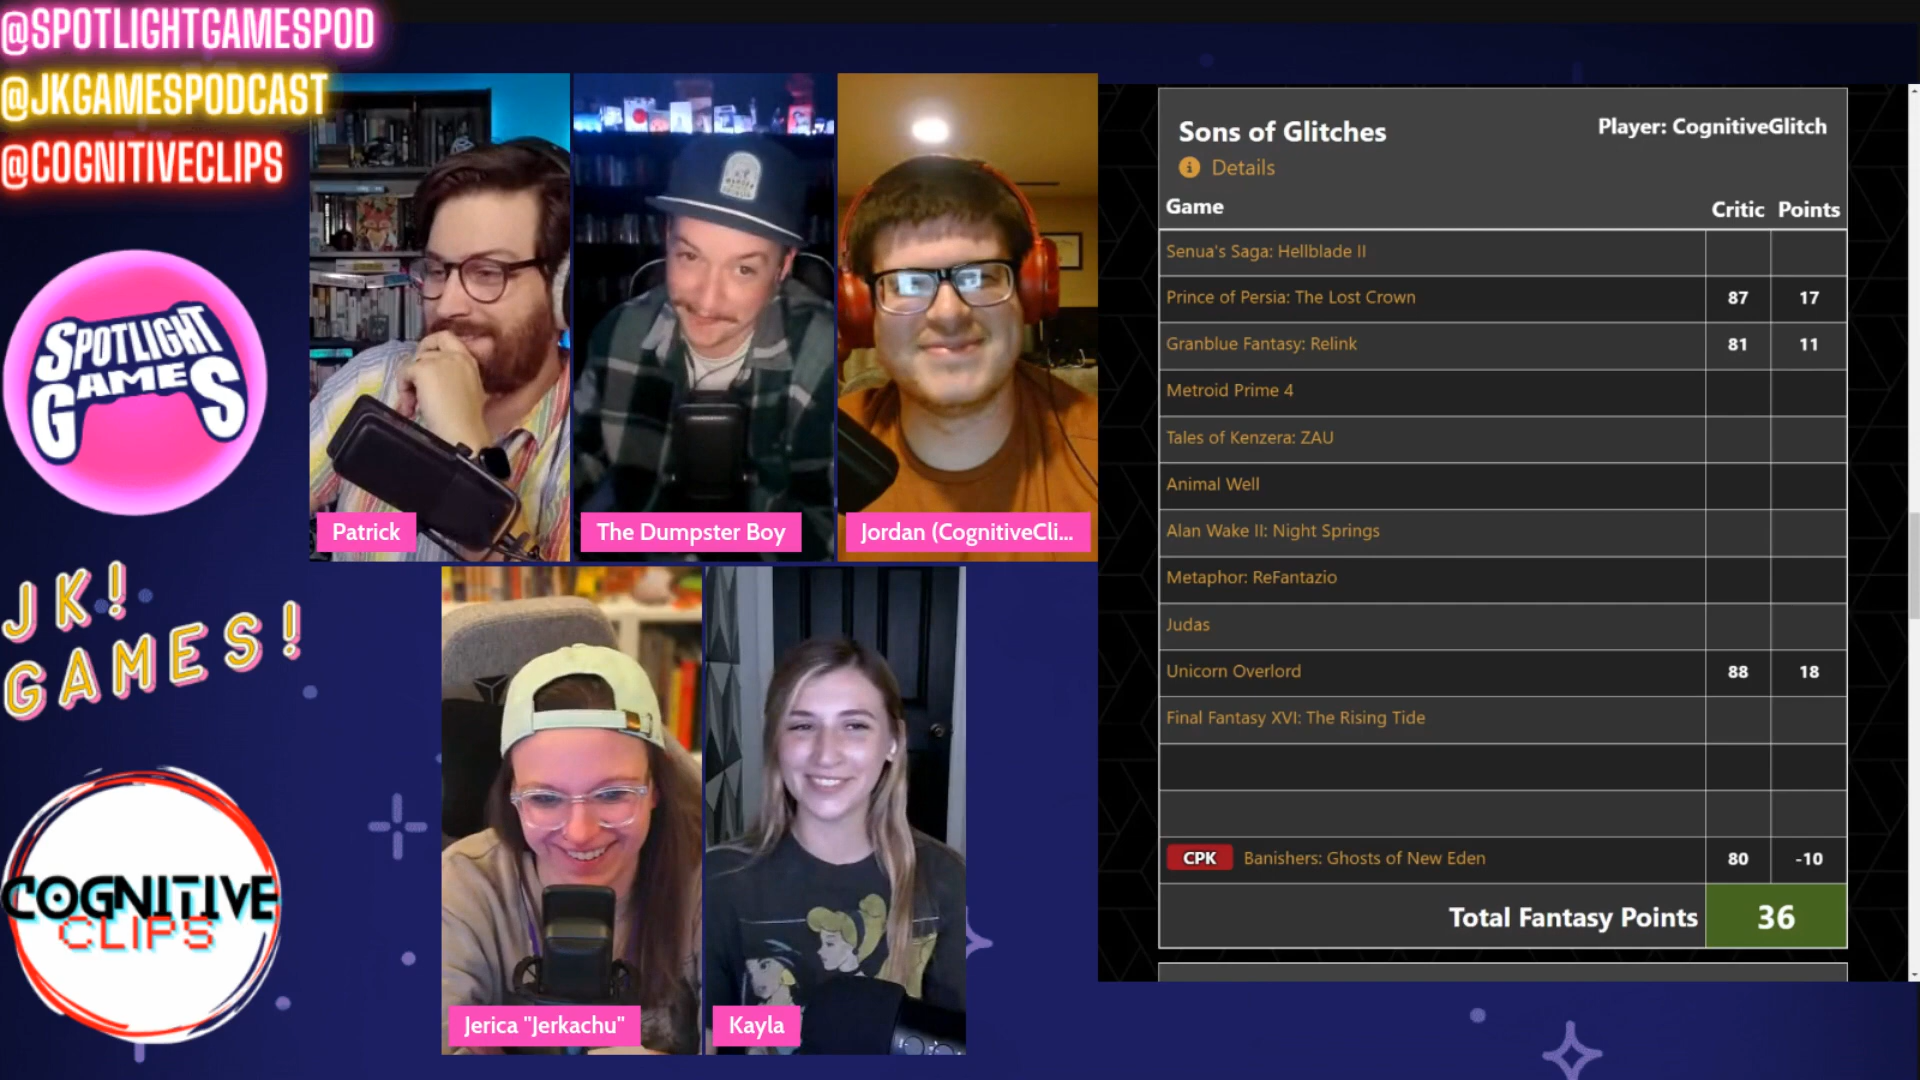 @SPOTLIGHTGAMESPOD
@JKGAMESPODCAST
@COGNITIVECLIPS
SPOTLIGHT
GAMES
JK!
GAMES!
COGNITIVE
CLIPS
Patrick
The Dumpster Boy
Jordan (CognitiveCli...
Jerica "Jerkachu"
Kayla
Sons of Glitches
Player: CognitiveGlitch
Details
Game Critic Points
Senua's Saga: Hellblade II
Prince of Persia: The Lost Crown 87 17
Granblue Fantasy: Relink 81 11
Metroid Prime 4
Tales of Kenzera: ZAU
Animal Well
Alan Wake II: Night Springs
Metaphor: ReFantazio
Judas
Unicorn Overlord 88 18
Final Fantasy XVI: The Rising Tide
CPK Banishers: Ghosts of New Eden 80 -10
Total Fantasy Points 36